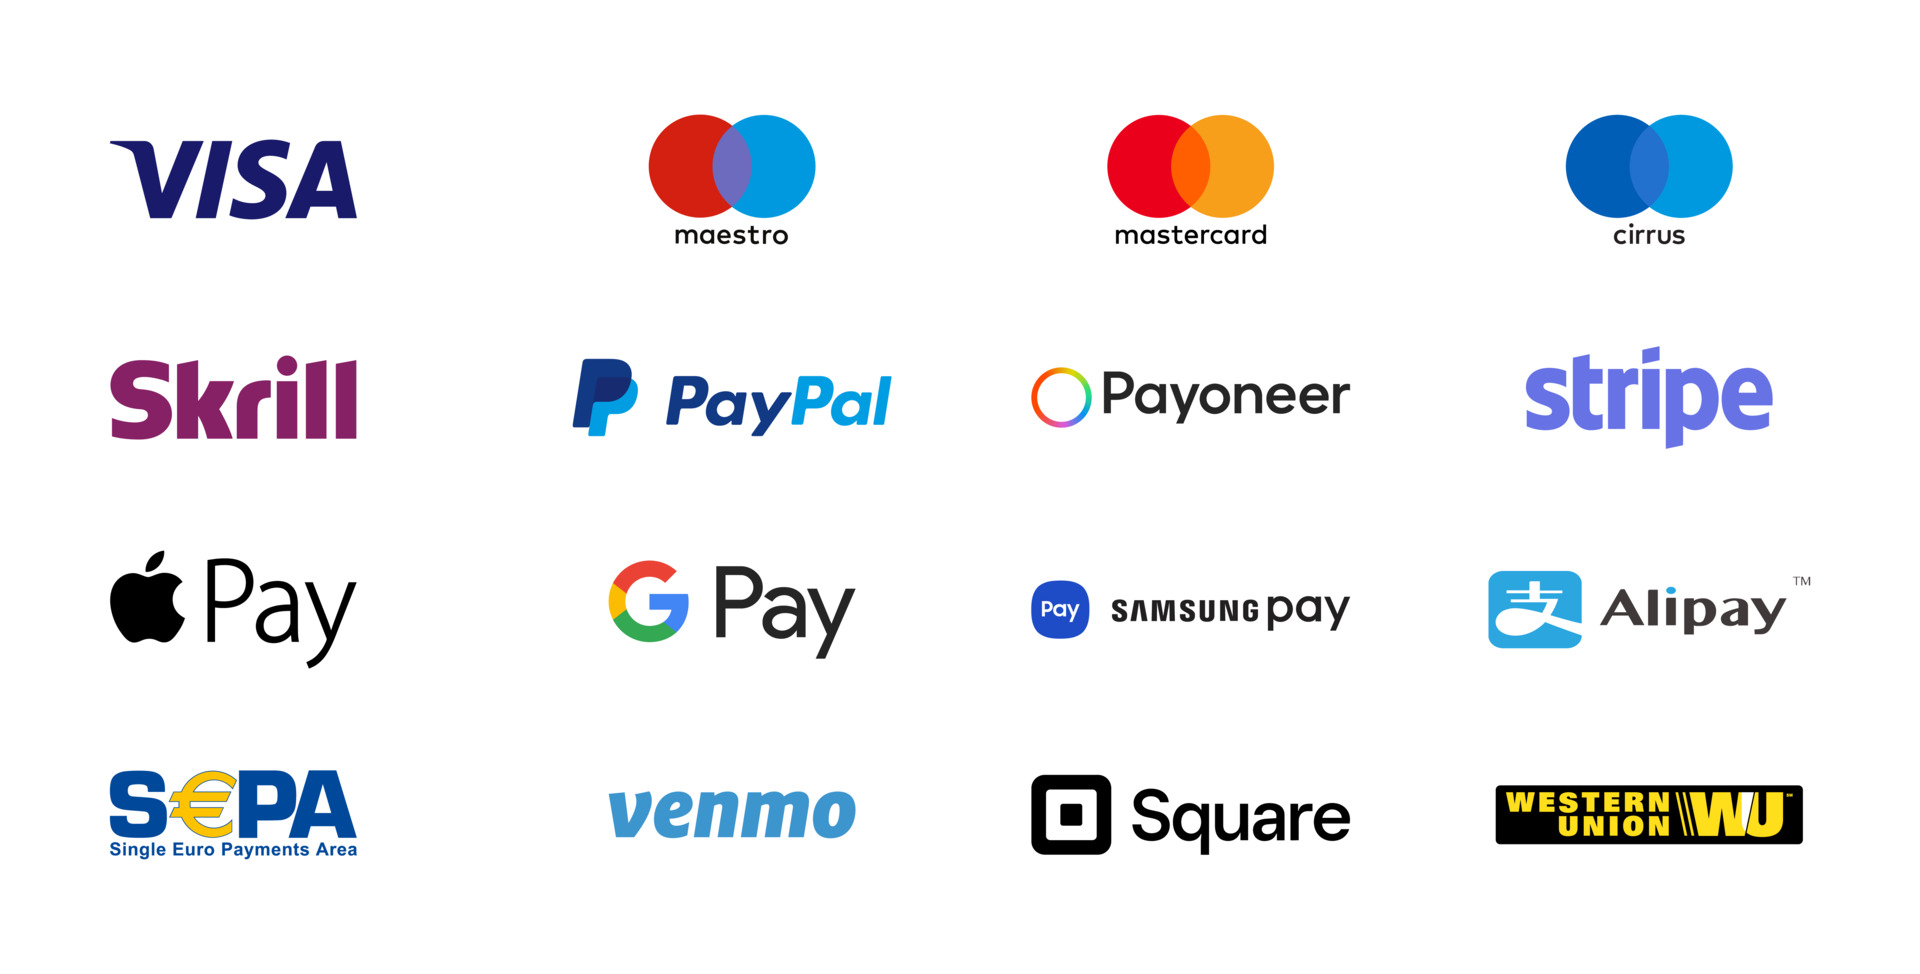 VISA
maestro
mastercard
cirrus
Skrill
PayPal
Payoneer
stripe
Pay
G Pay
Pay SAMSUNG pay
支 Alipay TM
S€PA
Single Euro Payments Area
venmo
Square
WESTERN
UNION WU